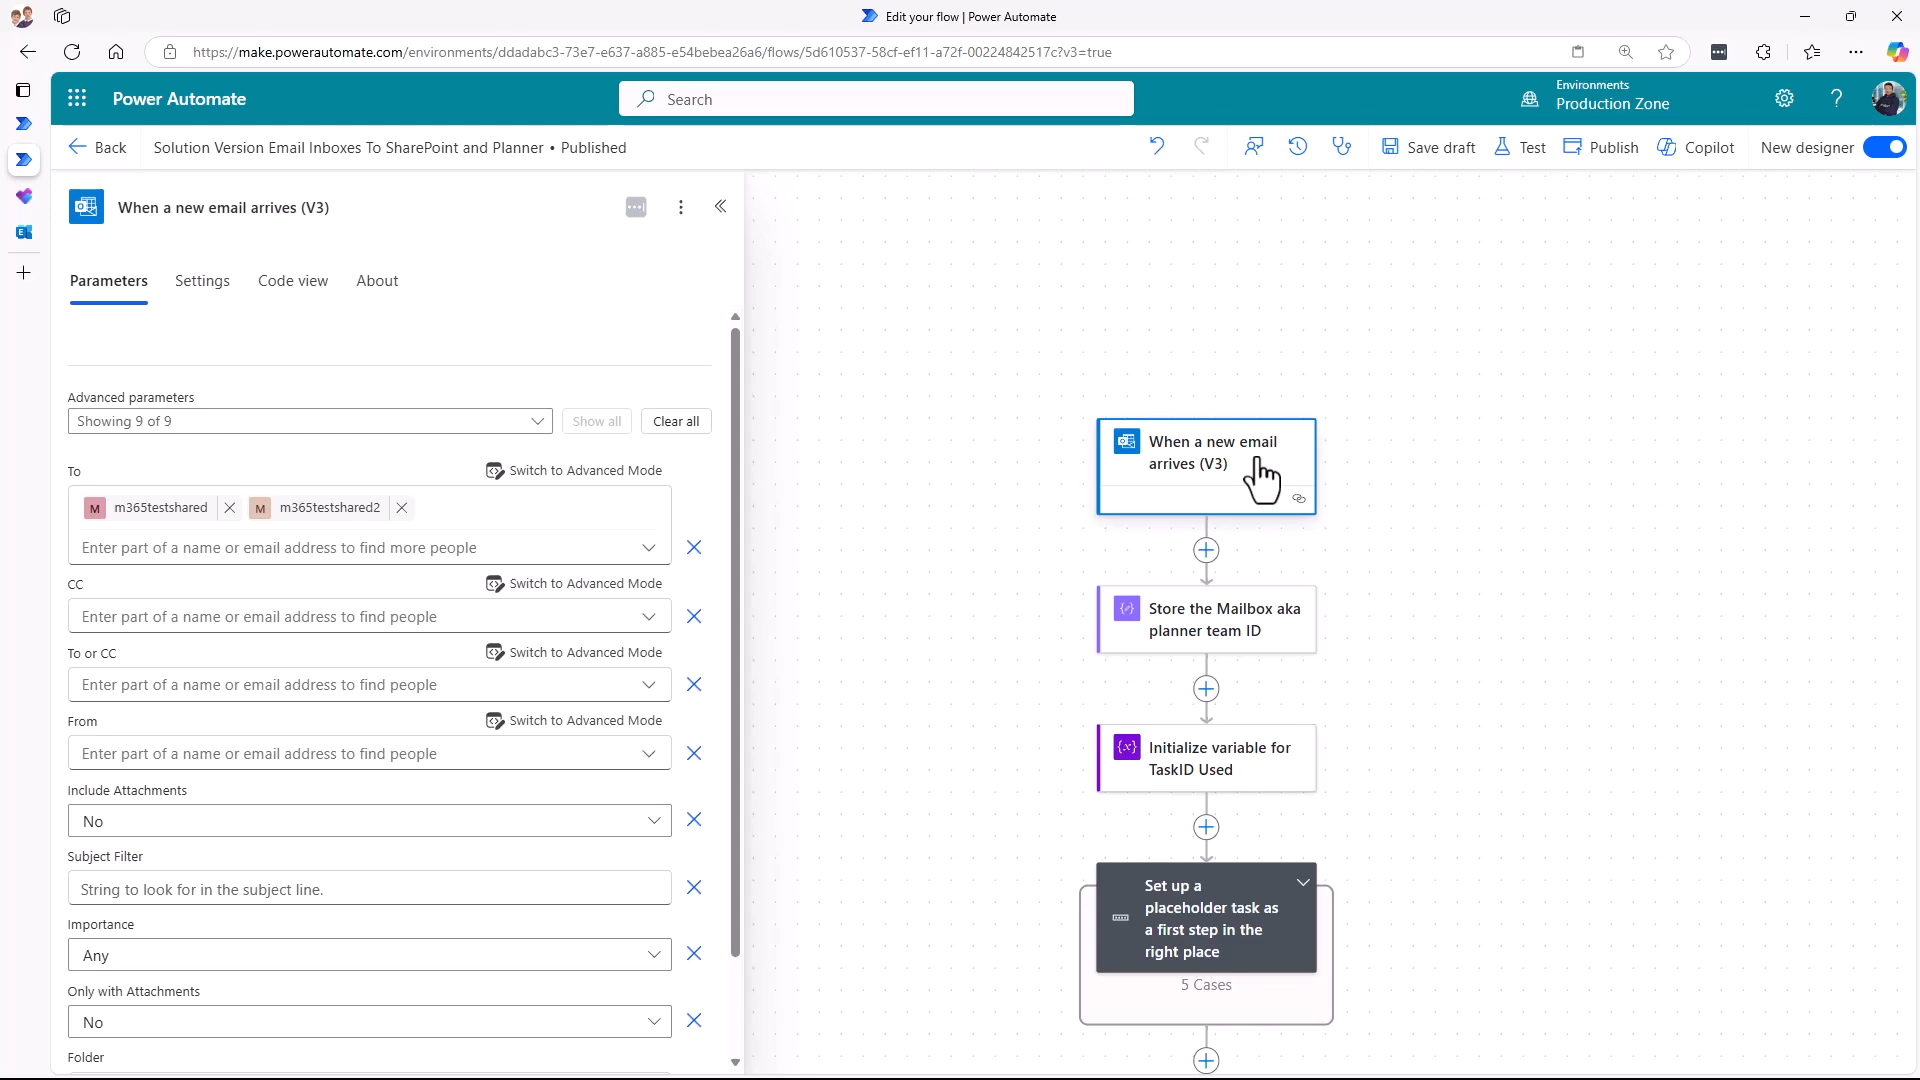 Edit your flow | Power Automate
https://make.powerautomate.com/environments/ddadabc3-73e7-e637-a885-e54bebea26a6/flows/5d610537-58cf-ef11-a72f-00224842517c?v3=true
Power Automate
Search
Environments
Production Zone
?
Back
Solution Version Email Inboxes To SharePoint and Planner • Published
Save draft
Test
Publish
Copilot
New designer
When a new email arrives (V3)
Parameters
Settings
Code view
About
Advanced parameters
Showing 9 of 9
Show all
Clear all
To
Switch to Advanced Mode
M m365testshared
M m365testshared2
Enter part of a name or email address to find more people
CC
Switch to Advanced Mode
Enter part of a name or email address to find people
To or CC
Switch to Advanced Mode
Enter part of a name or email address to find people
From
Switch to Advanced Mode
Enter part of a name or email address to find people
Include Attachments
No
Subject Filter
String to look for in the subject line.
Importance
Any
Only with Attachments
No
Folder
When a new email
arrives (V3)
Store the Mailbox aka
planner team ID
Initialize variable for
TaskID Used
Set up a
placeholder task as
a first step in the
right place
5 Cases